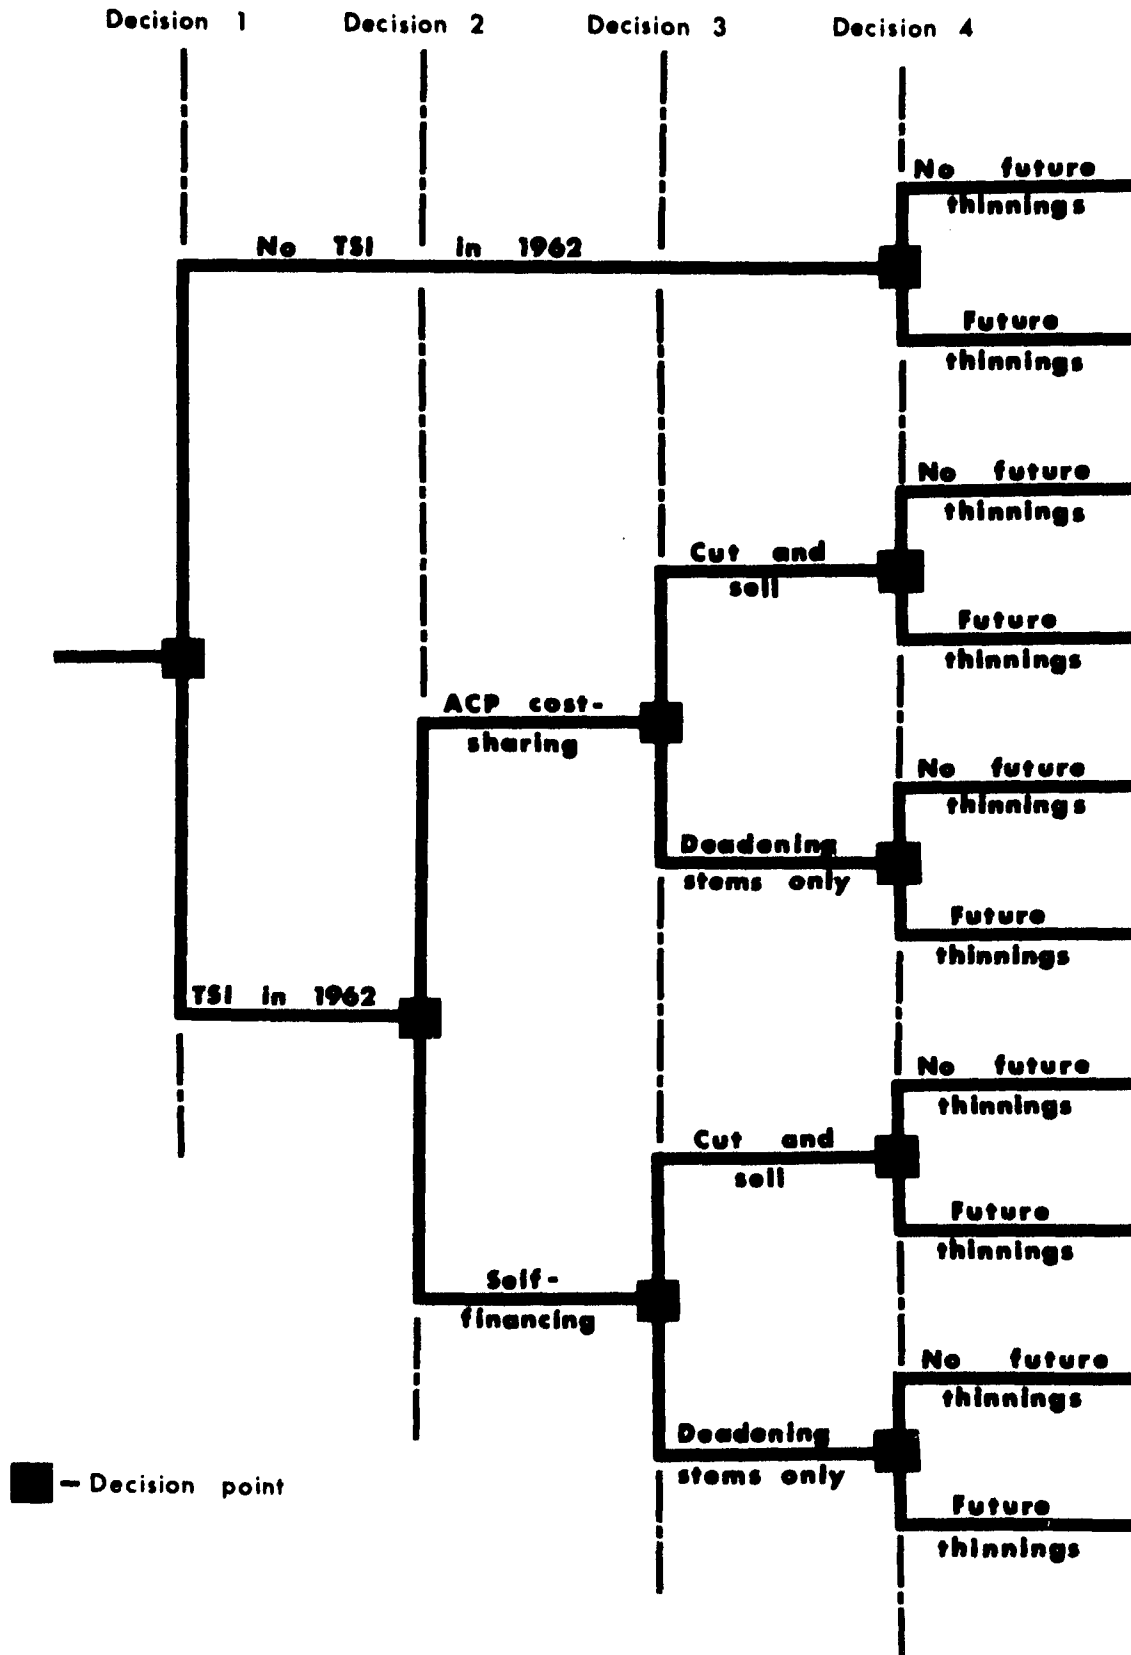 Decision 1 Decision 2 Decision 3 Decision 4
No future
thinnings
No TSI in 1962
Future
thinnings
No future
thinnings
Cut and
sell
Future
thinnings
ACP cost-
sharing
No future
thinnings
Deadening
stems only
Future
thinnings
TSI in 1962
No future
thinnings
Cut and
sell
Future
thinnings
Self-
financing
No future
thinnings
Deadening
stems only
– Decision point
Future
thinnings